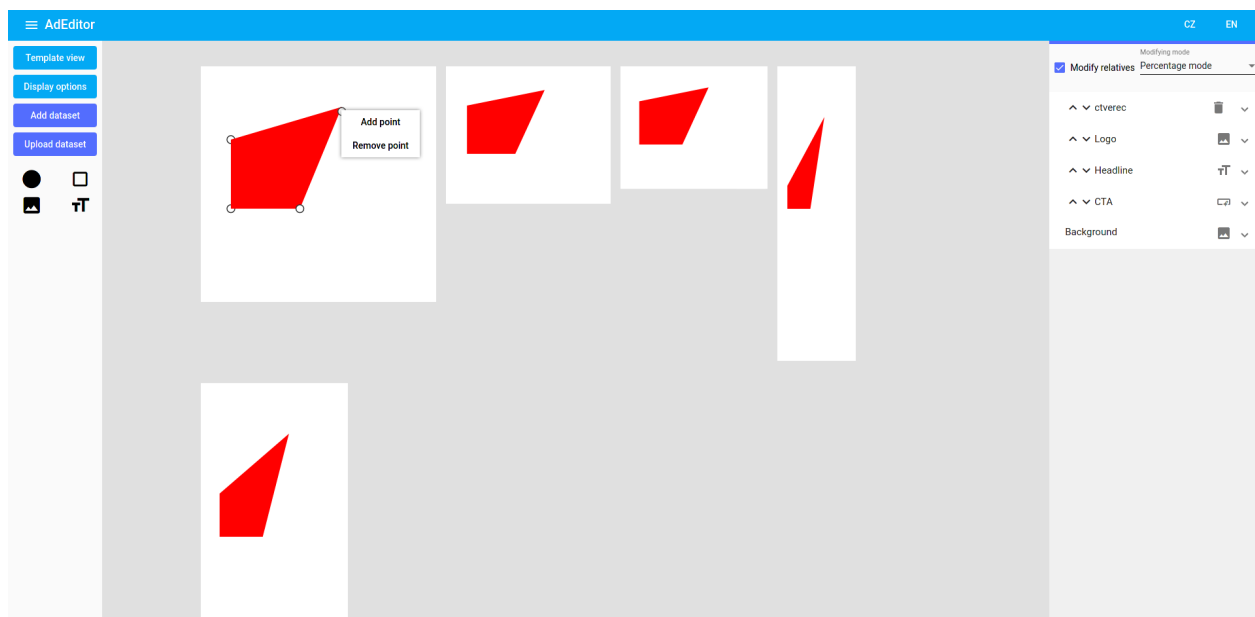 AdEditor
CZ EN
Template view
Display options
Add dataset
Upload dataset
Add point
Remove point
Modify relatives
Modifying mode
Percentage mode
ctverec
Logo
Headline
CTA
Background